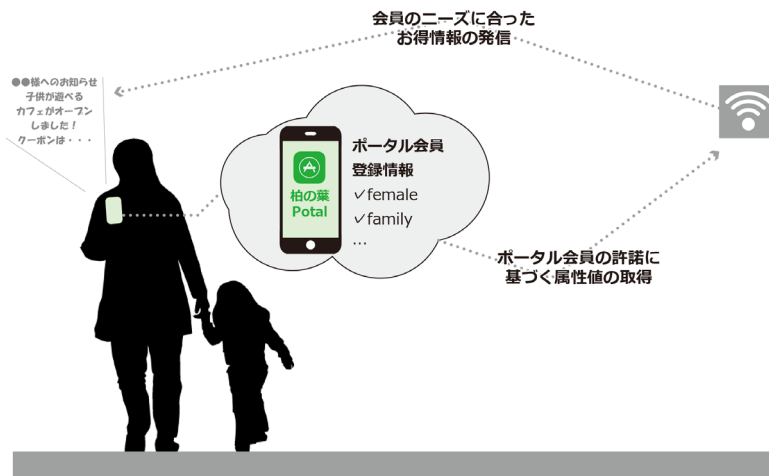 会員のニーズに合った
お得情報の発信
●●様へのお知らせ
子供が遊べる
カフェがオープン
しました！
クーポンは・・・
柏の葉
Potal
ポータル会員
登録情報
✓female
✓family
…
ポータル会員の許諾に
基づく属性値の取得